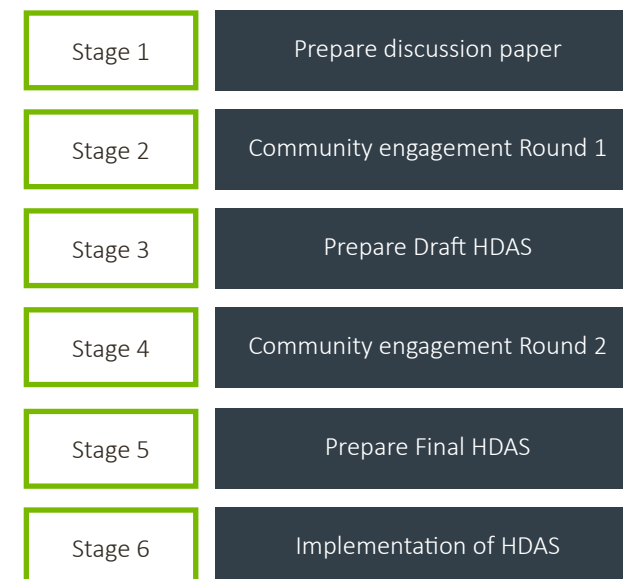 Stage 1
Prepare discussion paper
Stage 2
Community engagement Round 1
Stage 3
Prepare Draft HDAS
Stage 4
Community engagement Round 2
Stage 5
Prepare Final HDAS
Stage 6
Implementation of HDAS